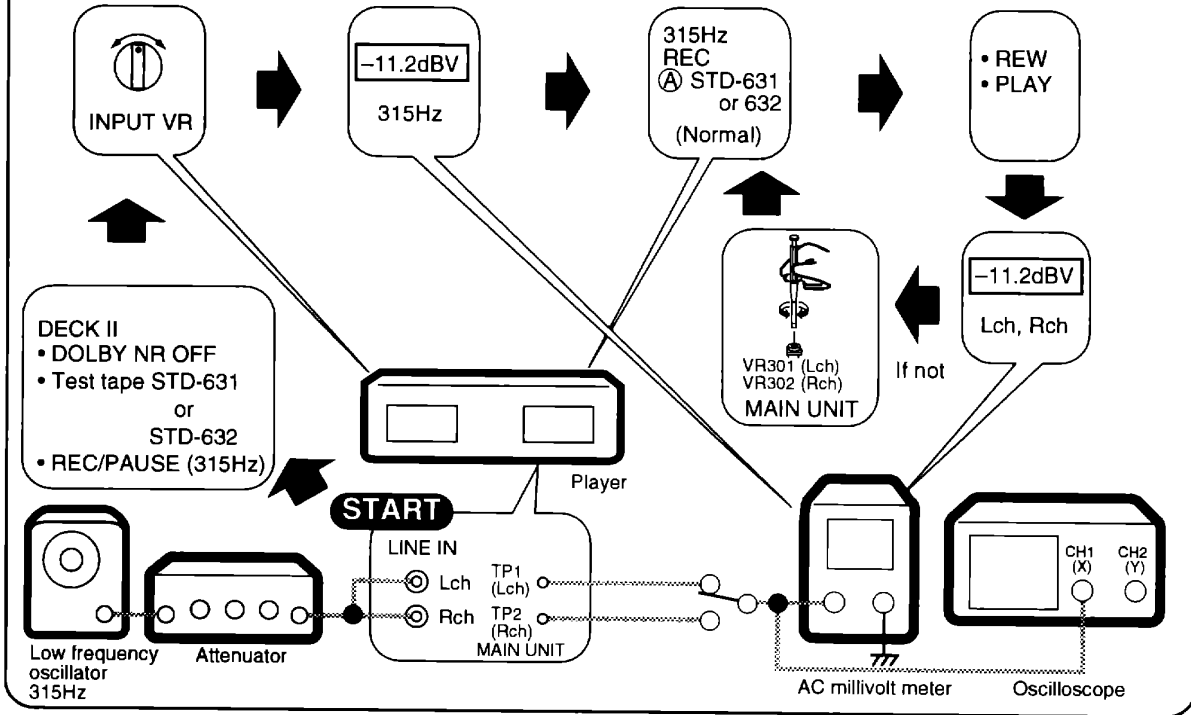 INPUT VR
–11.2dBV
315Hz
315Hz
REC
Ⓐ STD-631
or 632
(Normal)
• REW
• PLAY
–11.2dBV
Lch, Rch
If not
VR301 (Lch)
VR302 (Rch)
MAIN UNIT
DECK II
• DOLBY NR OFF
• Test tape STD-631
or
STD-632
• REC/PAUSE (315Hz)
Player
START
LINE IN
Lch
Rch
TP1
(Lch)
TP2
(Rch)
MAIN UNIT
CH1
(X)
CH2
(Y)
Low frequency
oscillator
315Hz
Attenuator
AC millivolt meter
Oscilloscope